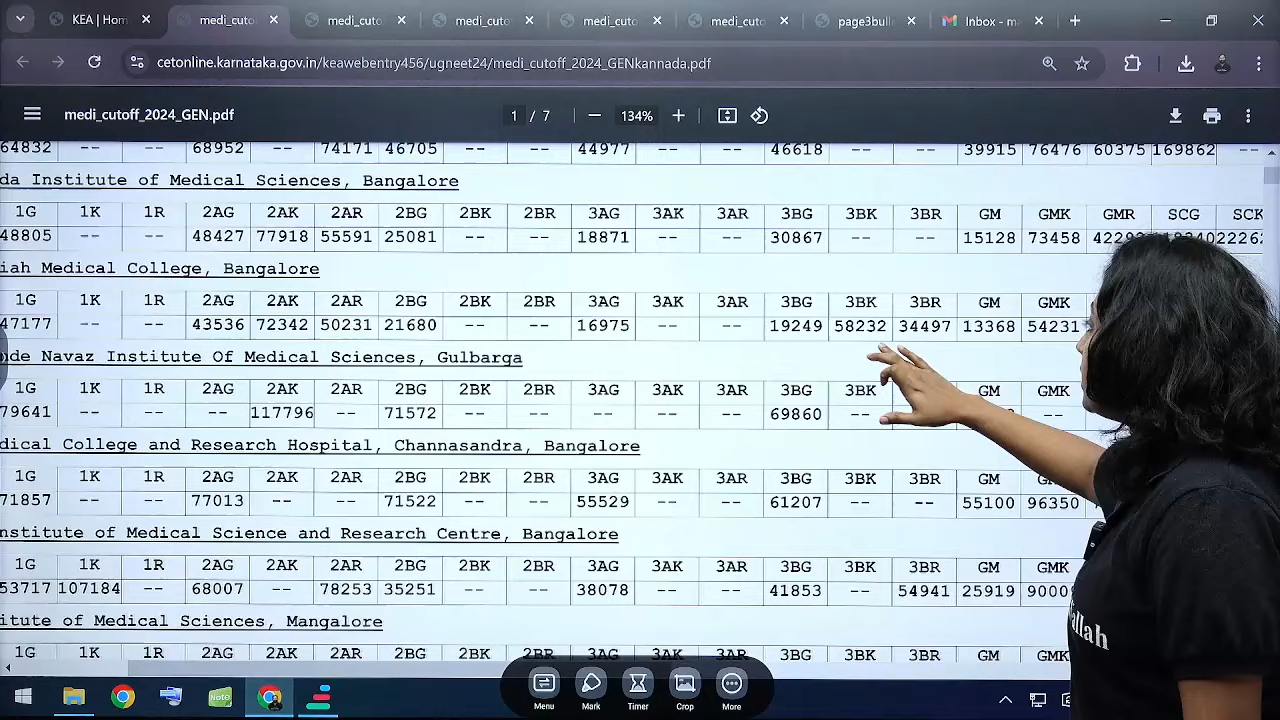 KEA | Hom
medi_cuto
medi_cuto
medi_cuto
medi_cuto
medi_cuto
page3bull
Inbox - m
cetonline.karnataka.gov.in/keawebentry456/ugneet24/medi_cutoff_2024_GENkannada.pdf
medi_cutoff_2024_GEN.pdf
1 / 7
134%
64832 -- -- 68952 -- 74171 46705 -- -- 44977 -- -- 46618 -- -- 39915 76476 60375 169862 --
da Institute of Medical Sciences, Bangalore
1G 1K 1R 2AG 2AK 2AR 2BG 2BK 2BR 3AG 3AK 3AR 3BG 3BK 3BR GM GMK GMR SCG SCK
48805 -- -- 48427 77918 55591 25081 -- -- 18871 -- -- 30867 -- -- 15128 73458
iah Medical College, Bangalore
1G 1K 1R 2AG 2AK 2AR 2BG 2BK 2BR 3AG 3AK 3AR 3BG 3BK 3BR GM GMK
47177 -- -- 43536 72342 50231 21680 -- -- 16975 -- -- 19249 58232 34497 13368 54231
nde Navaz Institute Of Medical Sciences, Gulbarga
1G 1K 1R 2AG 2AK 2AR 2BG 2BK 2BR 3AG 3AK 3AR 3BG 3BK GM GMK
79641 -- -- -- 117796 -- 71572 -- -- -- -- -- 69860 -- --
dical College and Research Hospital, Channasandra, Bangalore
1G 1K 1R 2AG 2AK 2AR 2BG 2BK 2BR 3AG 3AK 3AR 3BG 3BK 3BR GM
71857 -- -- 77013 -- -- 71522 -- -- 55529 -- -- 61207 -- -- 55100 96350
nstitute of Medical Science and Research Centre, Bangalore
1G 1K 1R 2AG 2AK 2AR 2BG 2BK 2BR 3AG 3AK 3AR 3BG 3BK 3BR GM GMK
53717 107184 -- 68007 -- 78253 35251 -- -- 38078 -- -- 41853 -- 54941 25919 9000
itute of Medical Sciences, Mangalore
1G 1K 1R 2AG 2AK 2AR 2BG 2BK 2BR 3AG 3AK 3AR 3BG 3BK 3BR GM GMK
allah
Note
Menu Mark Timer Crop More